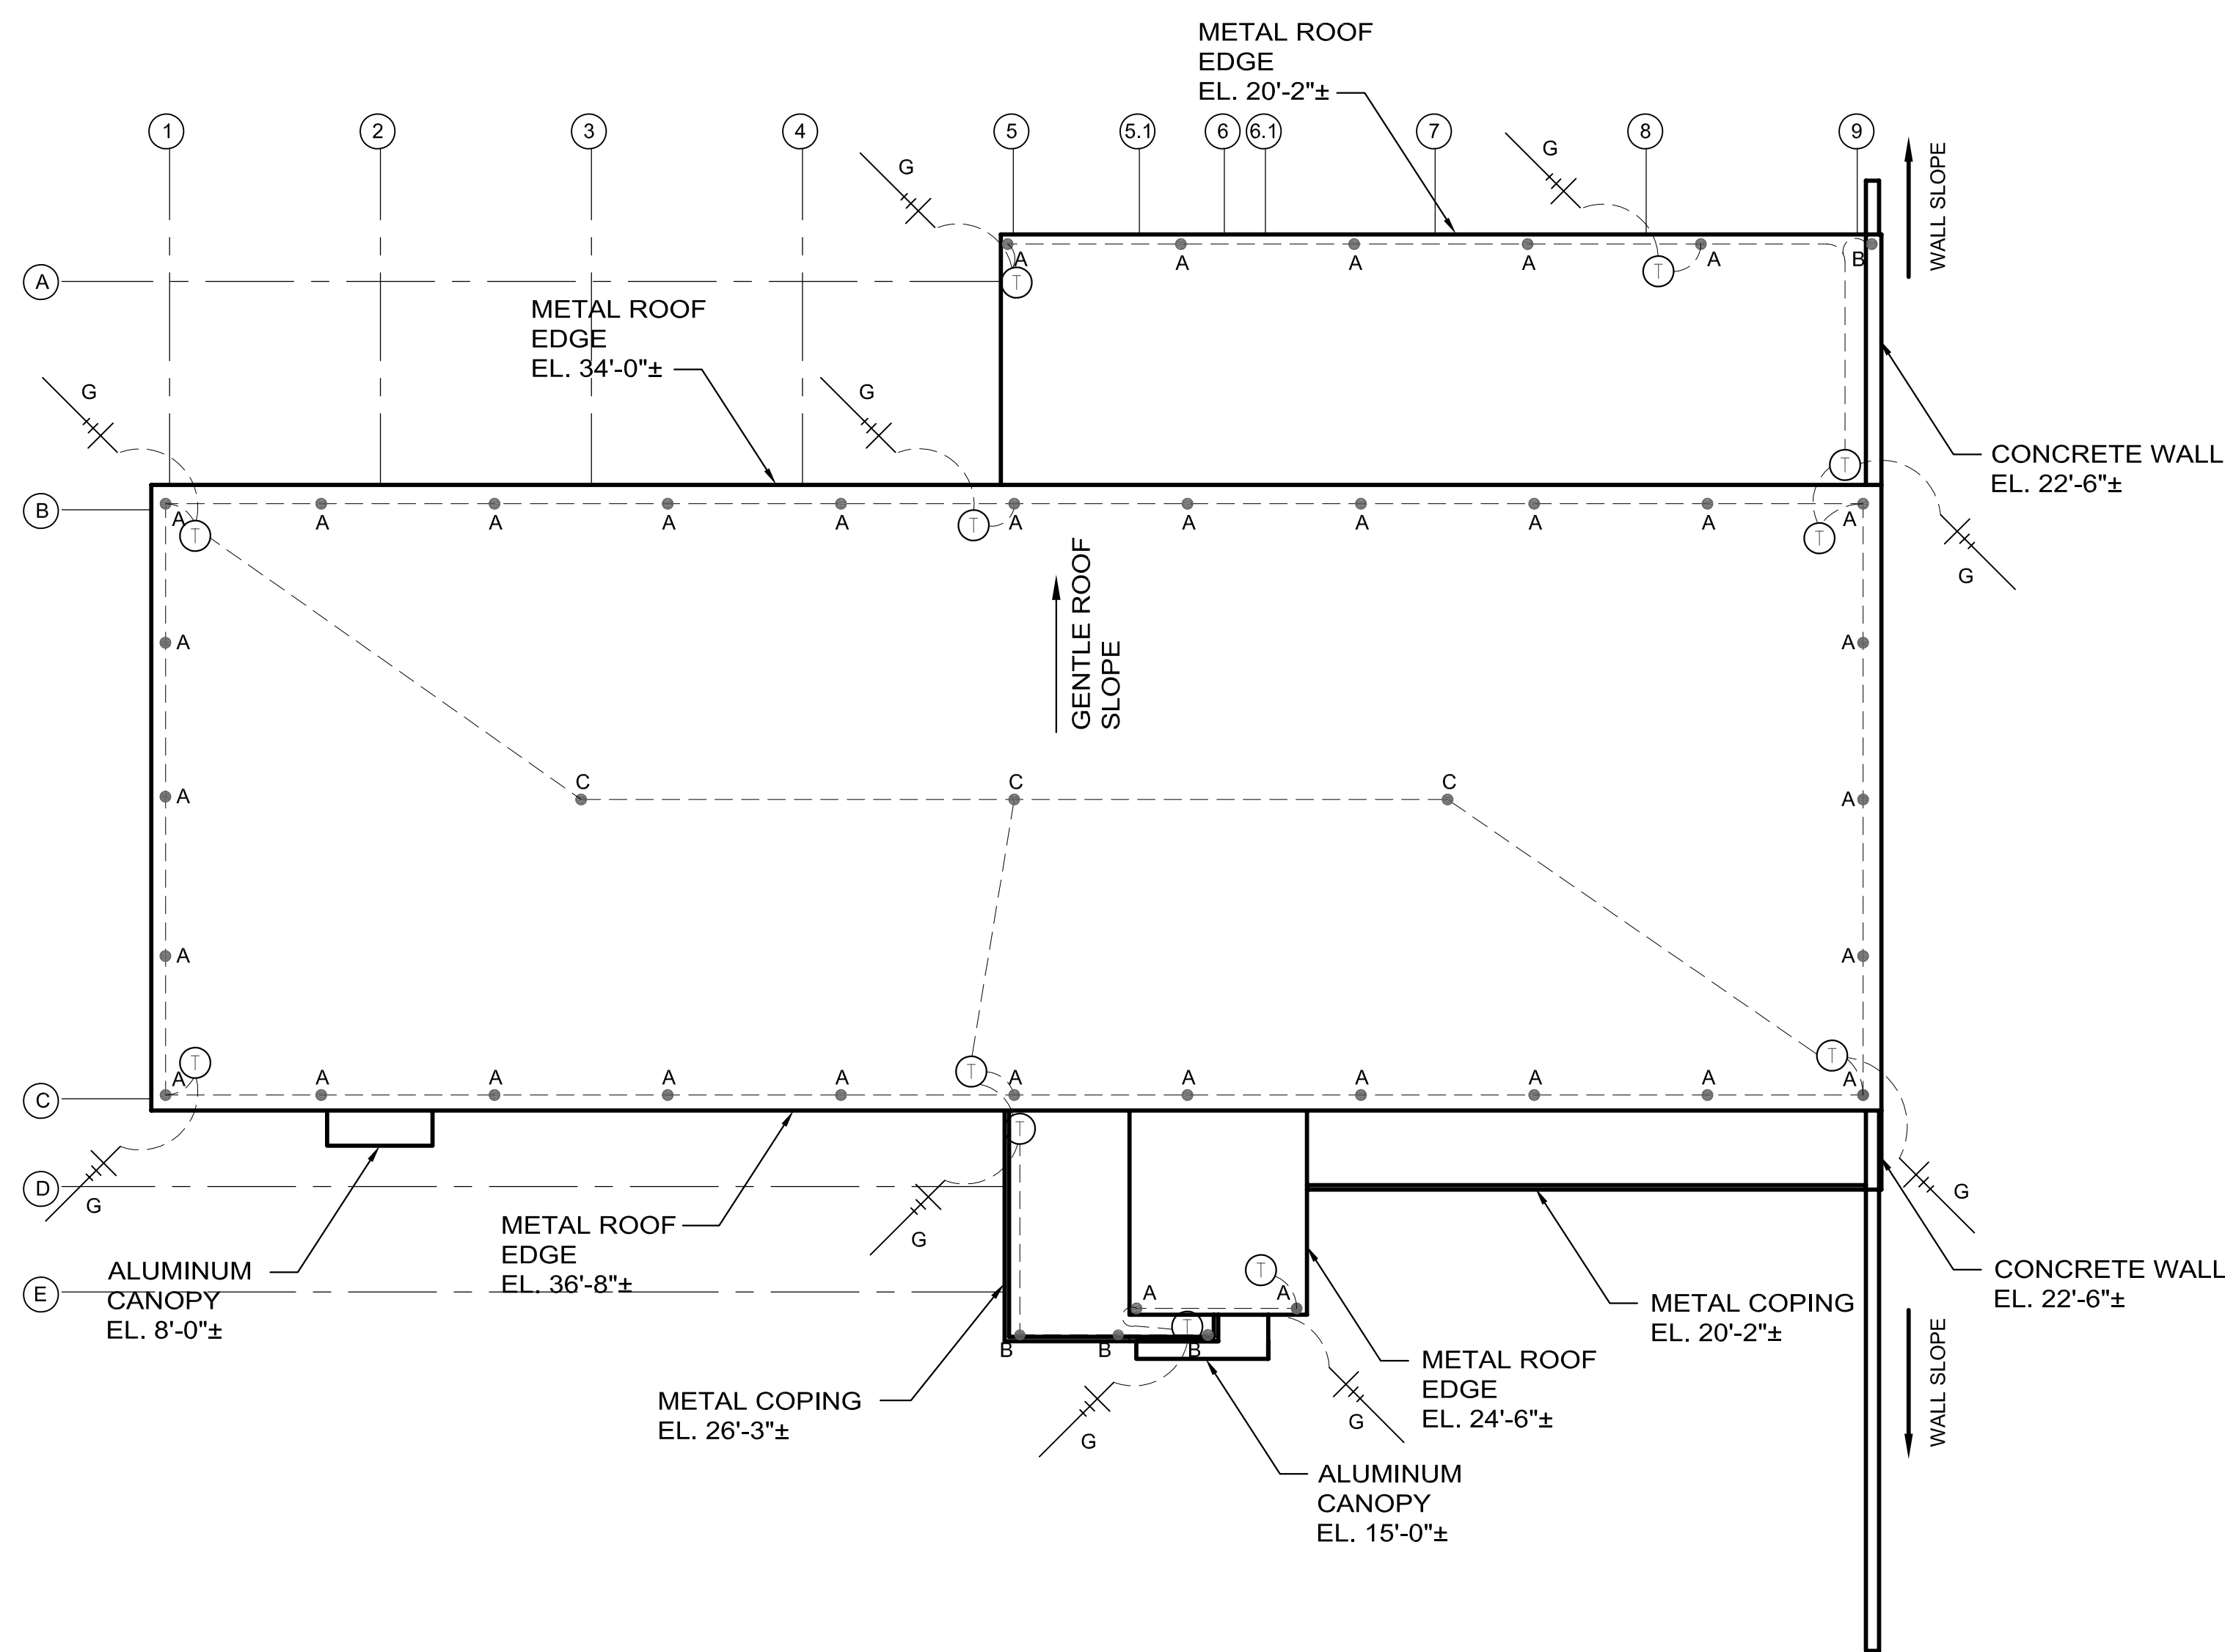 METAL ROOF
EDGE
EL. 20'-2"±
1
2
3
4
5
5.1
6
6.1
7
8
9
WALL SLOPE
G
G
A
A
A
A
A
B
A
METAL ROOF
EDGE
EL. 34'-0"±
T
T
G
G
CONCRETE WALL
EL. 22'-6"±
T
B
A
A
A
A
A
A
A
A
A
A
A
T
T
T
G
GENTLE ROOF
SLOPE
A
A
C
C
C
A
A
A
A
T
T
T
C
A
A
A
A
A
A
A
A
A
A
A
T
D
G
G
G
METAL ROOF
EDGE
EL. 36'-8"±
ALUMINUM
CANOPY
EL. 8'-0"±
E
T
A
A
T
B
B
B
CONCRETE WALL
EL. 22'-6"±
METAL COPING
EL. 20'-2"±
METAL ROOF
EDGE
EL. 24'-6"±
METAL COPING
EL. 26'-3"±
G
G
WALL SLOPE
ALUMINUM
CANOPY
EL. 15'-0"±